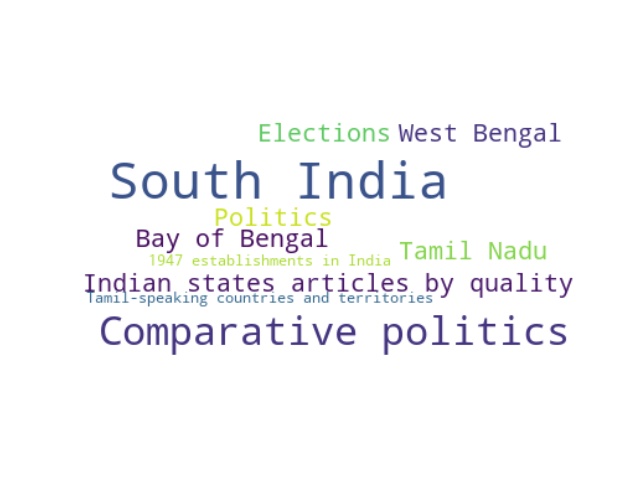 Elections West Bengal
South India
Politics
Bay of Bengal
Tamil Nadu
1947 establishments in India
Indian states articles by quality
Tamil-speaking countries and territories
Comparative politics